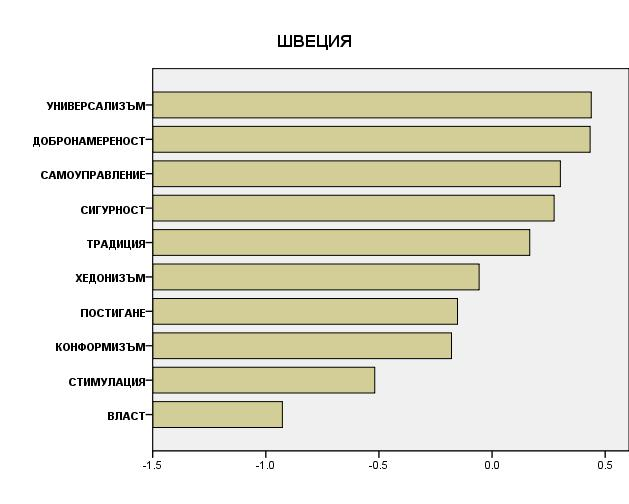 ШВЕЦИЯ
УНИВЕРСАЛИЗЪМ
ДОБРОНАМЕРЕНОСТ
САМОУПРАВЛЕНИЕ
СИГУРНОСТ
ТРАДИЦИЯ
ХЕДОНИЗЪМ
ПОСТИГАНЕ
КОНФОРМИЗЪМ
СТИМУЛАЦИЯ
ВЛАСТ
-1.5 -1.0 -0.5 0.0 0.5